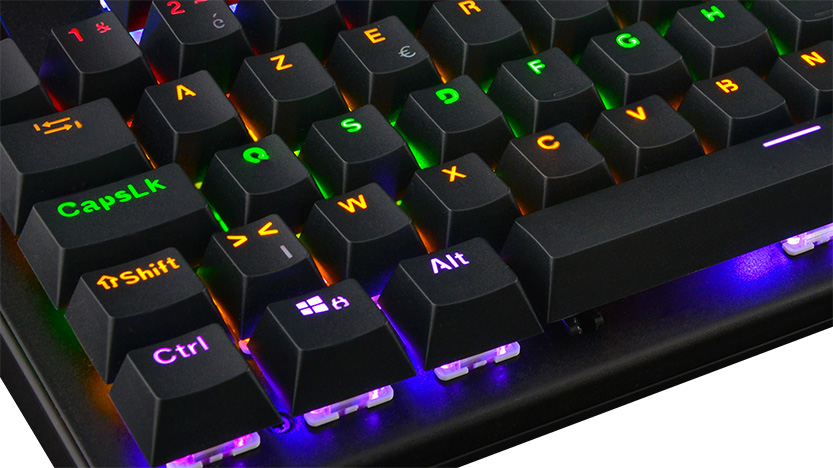 1 &
2 é
A Z E €
R
CapsLk Q S D F G H
> < W X C V B N
⇧Shift
Ctrl Alt